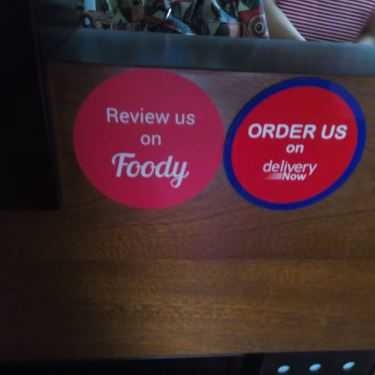 Review us
on
Foody
ORDER US
on
delivery
Now